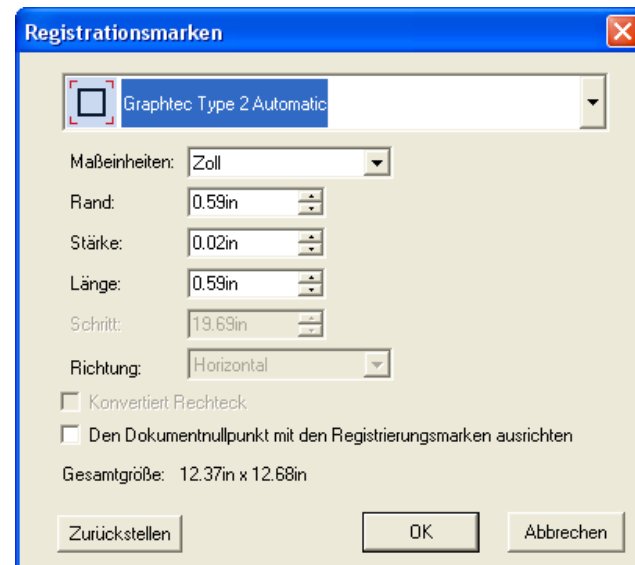 Registrationsmarken
Graphtec Type 2 Automatic
Maßeinheiten: Zoll
Rand: 0.59in
Stärke: 0.02in
Länge: 0.59in
Schritt: 19.69in
Richtung: Horizontal
Konvertiert Rechteck
Den Dokumentnullpunkt mit den Registrierungsmarken ausrichten
Gesamtgröße: 12.37in x 12.68in
Zurückstellen OK Abbrechen